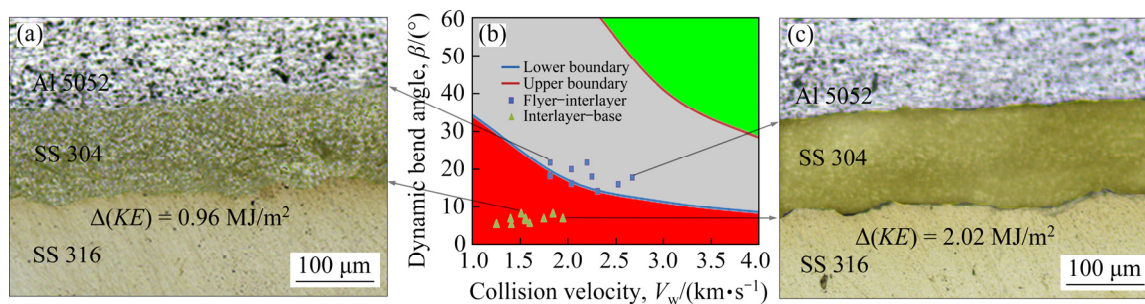 (a)
Al 5052
SS 304
Δ(KE) = 0.96 MJ/m²
SS 316
100 μm
(b)
Dynamic bend angle, β/(°)
60
50
40
30
20
10
0
Lower boundary
Upper boundary
Flyer−interlayer
Interlayer−base
1.0 1.5 2.0 2.5 3.0 3.5 4.0
Collision velocity, Vw/(km•s−1)
(c)
Al 5052
SS 304
Δ(KE) = 2.02 MJ/m²
SS 316
100 μm